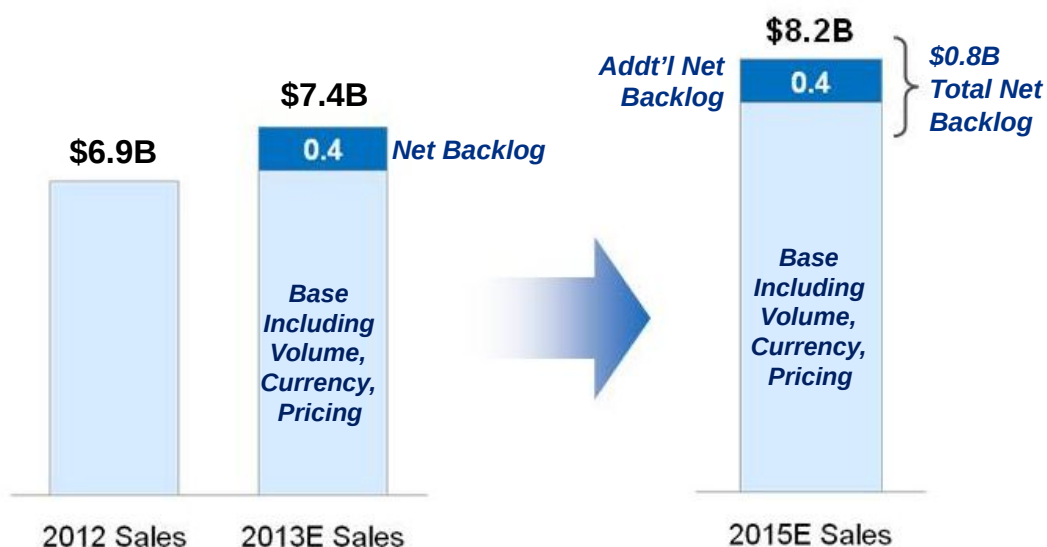 $6.9B
2012 Sales
$7.4B
0.4
Net Backlog
Base
Including
Volume,
Currency,
Pricing
2013E Sales
$8.2B
Addt’l Net
Backlog
0.4
$0.8B
Total Net
Backlog
Base
Including
Volume,
Currency,
Pricing
2015E Sales